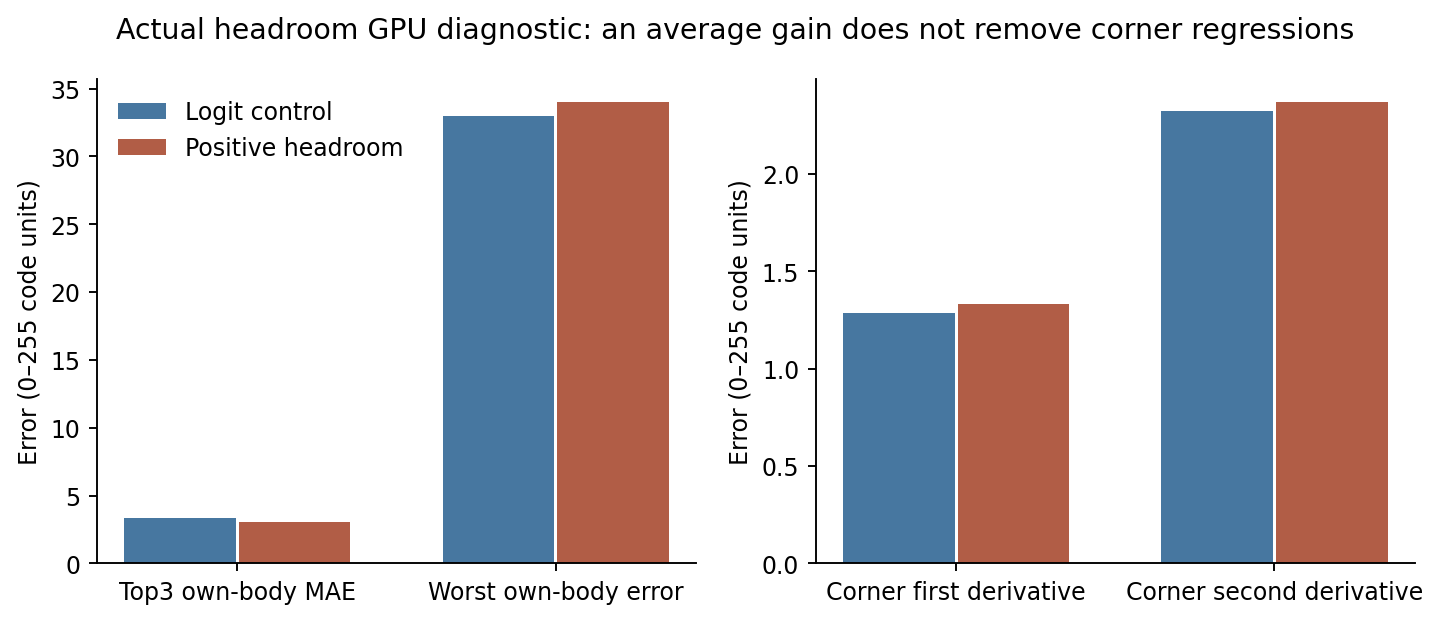 Actual headroom GPU diagnostic: an average gain does not remove corner regressions
Error (0–255 code units)
35
30
25
20
15
10
5
0
Logit control
Positive headroom
Top3 own-body MAE
Worst own-body error
Error (0–255 code units)
2.0
1.5
1.0
0.5
0.0
Corner first derivative
Corner second derivative